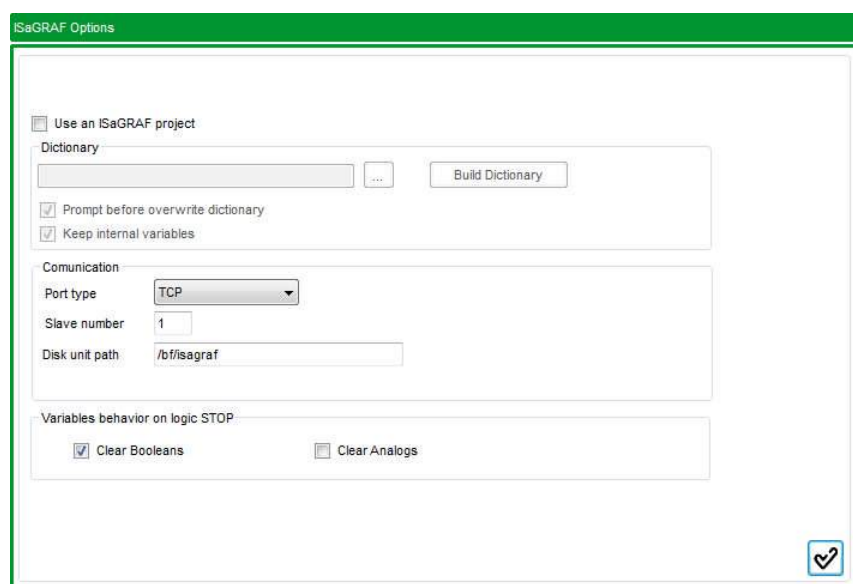 ISaGRAF Options
Use an ISaGRAF project
Dictionary
... Build Dictionary
Prompt before overwrite dictionary
Keep internal variables
Comunication
Port type TCP
Slave number 1
Disk unit path /bf/isagraf
Variables behavior on logic STOP
Clear Booleans Clear Analogs